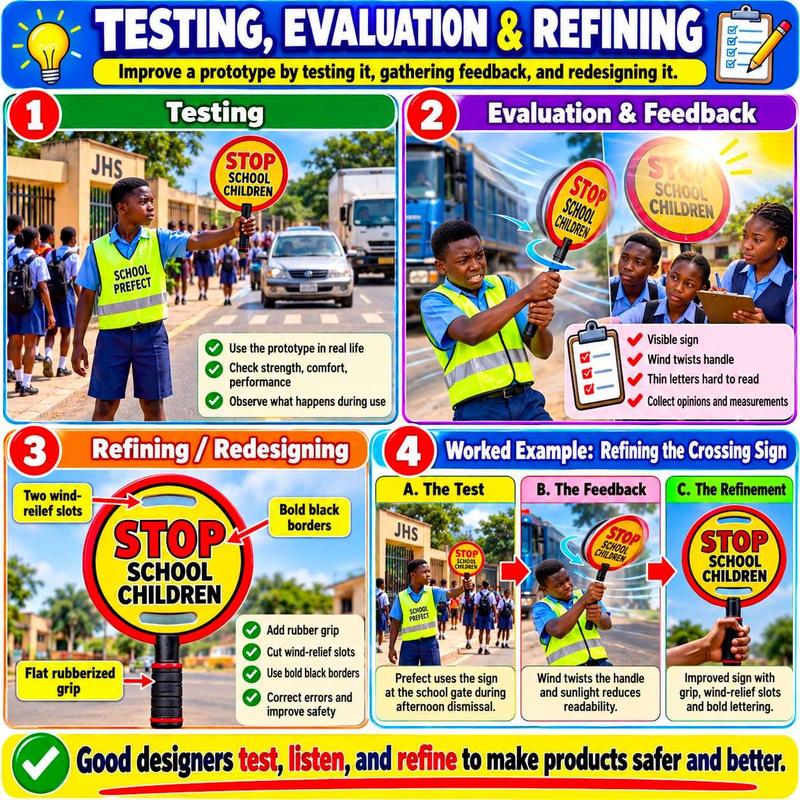 TESTING, EVALUATION & REFINING
Improve a prototype by testing it, gathering feedback, and redesigning it.
1
Testing
JHS
STOP
SCHOOL
CHILDREN
SCHOOL
PREFECT
Use the prototype in real life
Check strength, comfort,
performance
Observe what happens during use
2
Evaluation & Feedback
STOP
SCHOOL
CHILDREN
STOP
SCHOOL
CHILDREN
Visible sign
Wind twists handle
Thin letters hard to read
Collect opinions and measurements
3
Refining / Redesigning
Two wind-
reilef slots
Bold black
borders
STOP
SCHOOL
CHILDREN
Flat rubberized
grip
Add rubber grip
Cut wind-relief slots
Use bold black borders
Correct errors and
improve safety
4
Worked Example: Refining the Crossing Sign
A. The Test
JHS
STOP
SCHOOL
CHILDREN
SCHOOL
PREFECT
Prefect uses the sign
at the school gate during
afternoon dismissal.
B. The Feedback
STOP
SCHOOL
CHILDREN
Wind twists the handle
and sunlight reduces
readability.
C. The Refinement
STOP
SCHOOL
CHILDREN
Improved sign with
grip, wind-relief slots
and bold lettering.
Good designers test, listen, and refine to make products safer and better.